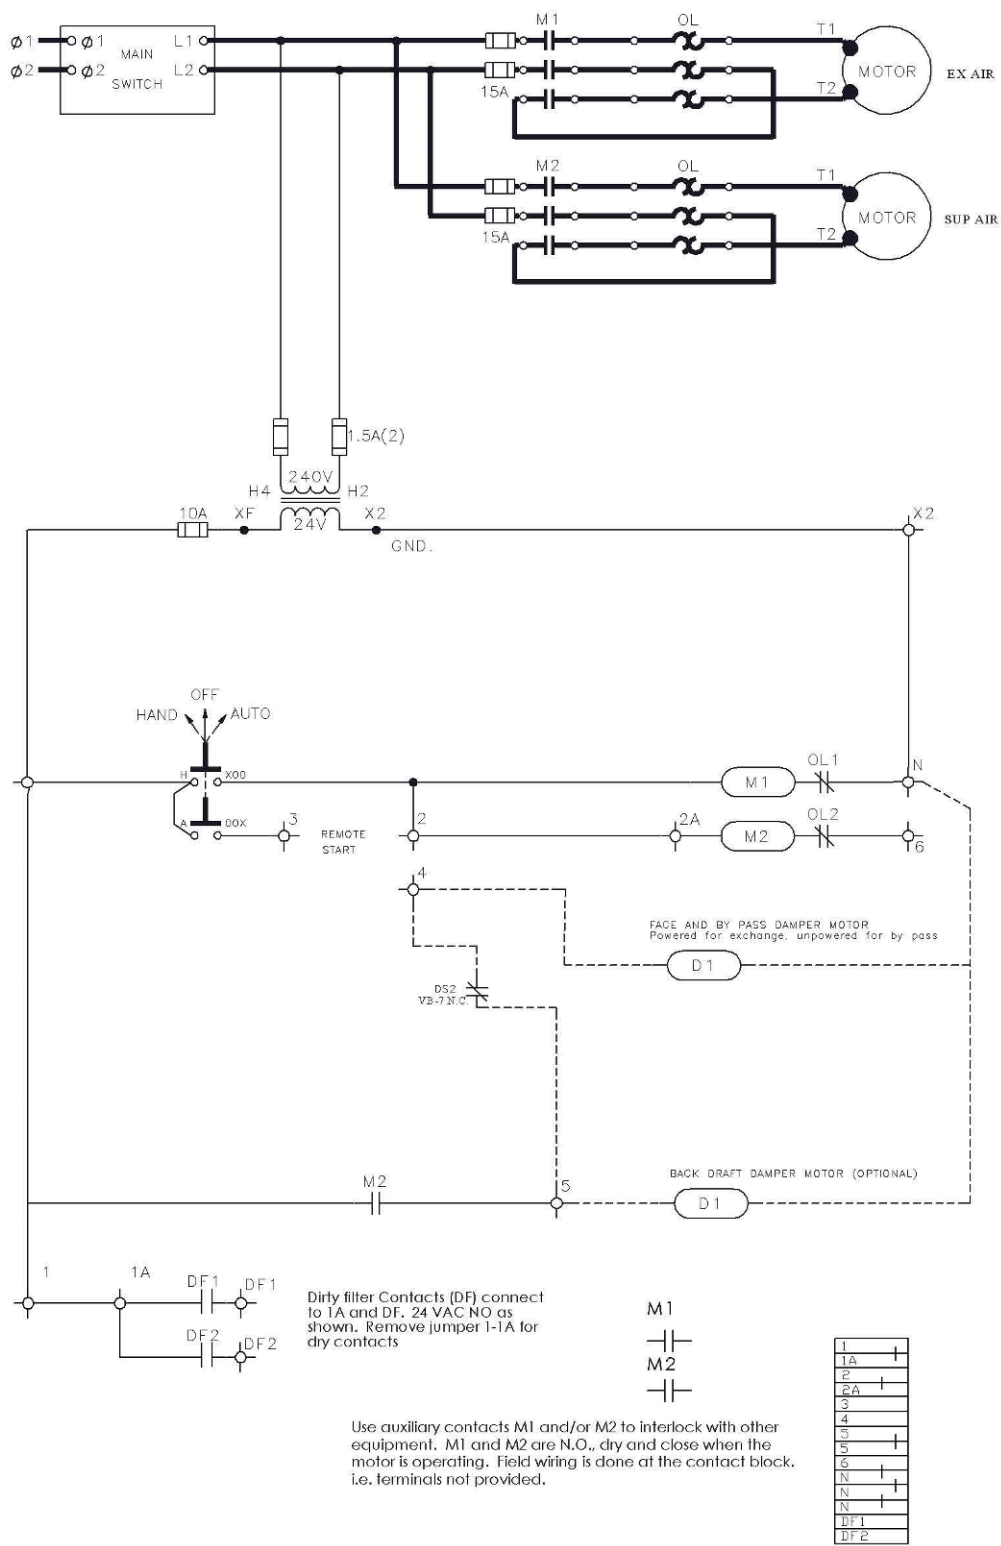 M1 OL T1
ø1 ø1 L1
MAIN
ø2 ø2 L2 MOTOR EX AIR
SWITCH
15A T2
M2 OL T1
MOTOR SUP AIR
15A T2
1.5A(2)
240V
H4 H2
10A XF 24V X2 X2
GND.
OFF
HAND AUTO
H X00 M1 OL1 N
A 00X 3 REMOTE 2 2A M2 OL2
START 6
4
FACE AND BY PASS DAMPER MOTOR
Powered for exchange, unpowered for by pass
D1
DS2
VB-7 N.C.
BACK DRAFT DAMPER MOTOR (OPTIONAL)
M2 5 D1
1 1A DF1 DF1
DF2 DF2
Dirty filter Contacts (DF) connect
to 1A and DF. 24 VAC NO as
shown. Remove jumper 1-1A for
dry contacts
M1
M2
Use auxiliary contacts M1 and/or M2 to interlock with other
equipment. M1 and M2 are N.O., dry and close when the
motor is operating. Field wiring is done at the contact block.
i.e. terminals not provided.
1
1A
2
2A
3
4
5
5
6
N
N
N
DF1
DF2